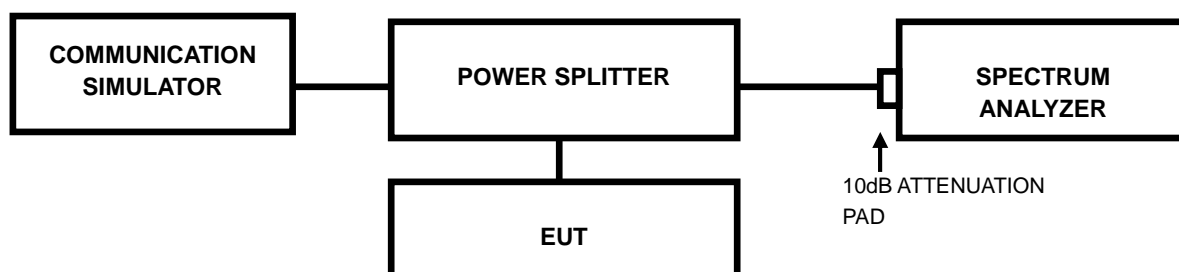 COMMUNICATION
SIMULATOR
POWER SPLITTER
SPECTRUM
ANALYZER
10dB ATTENUATION
PAD
EUT